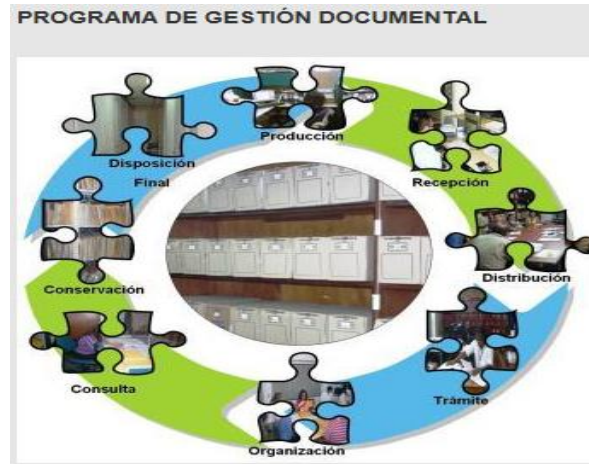 PROGRAMA DE GESTIÓN DOCUMENTAL
Producción
Recepción
Distribución
Trámite
Organización
Consulta
Conservación
Disposición
Final